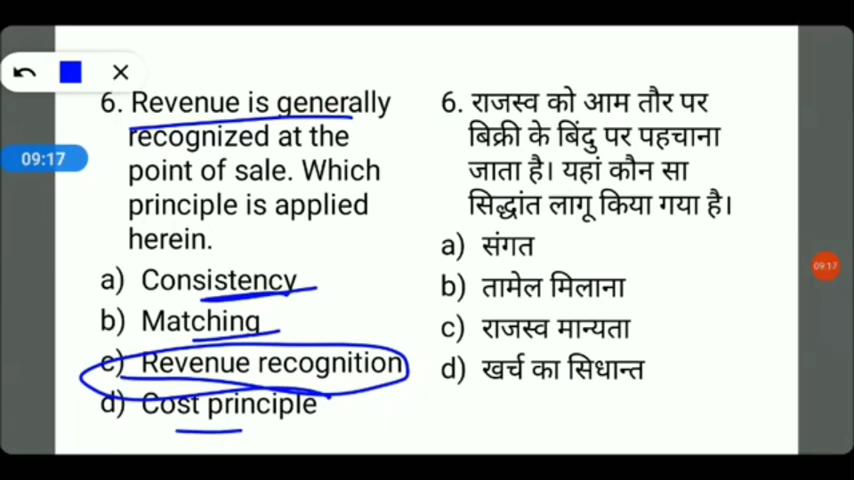 6. Revenue is generally
recognized at the
point of sale. Which
principle is applied
herein.
a) Consistency
b) Matching
c) Revenue recognition
d) Cost principle
6. राजस्व को आम तौर पर
बिक्री के बिंदु पर पहचाना
जाता है। यहां कौन सा
सिद्धांत लागू किया गया है।
a) संगत
b) तामेल मिलाना
c) राजस्व मान्यता
d) खर्च का सिधान्त
09:17
09:17